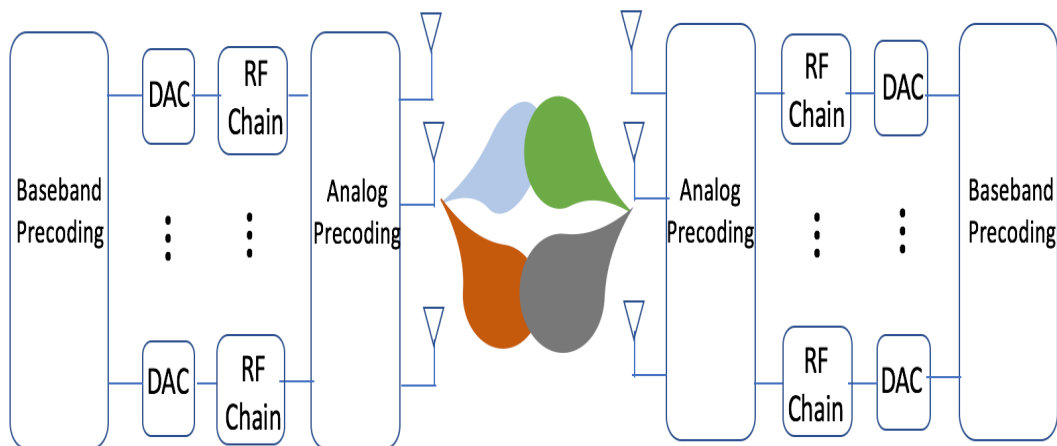 Baseband
Precoding
DAC
RF
Chain
DAC
RF
Chain
Analog
Precoding
Analog
Precoding
RF
Chain
DAC
RF
Chain
DAC
Baseband
Precoding